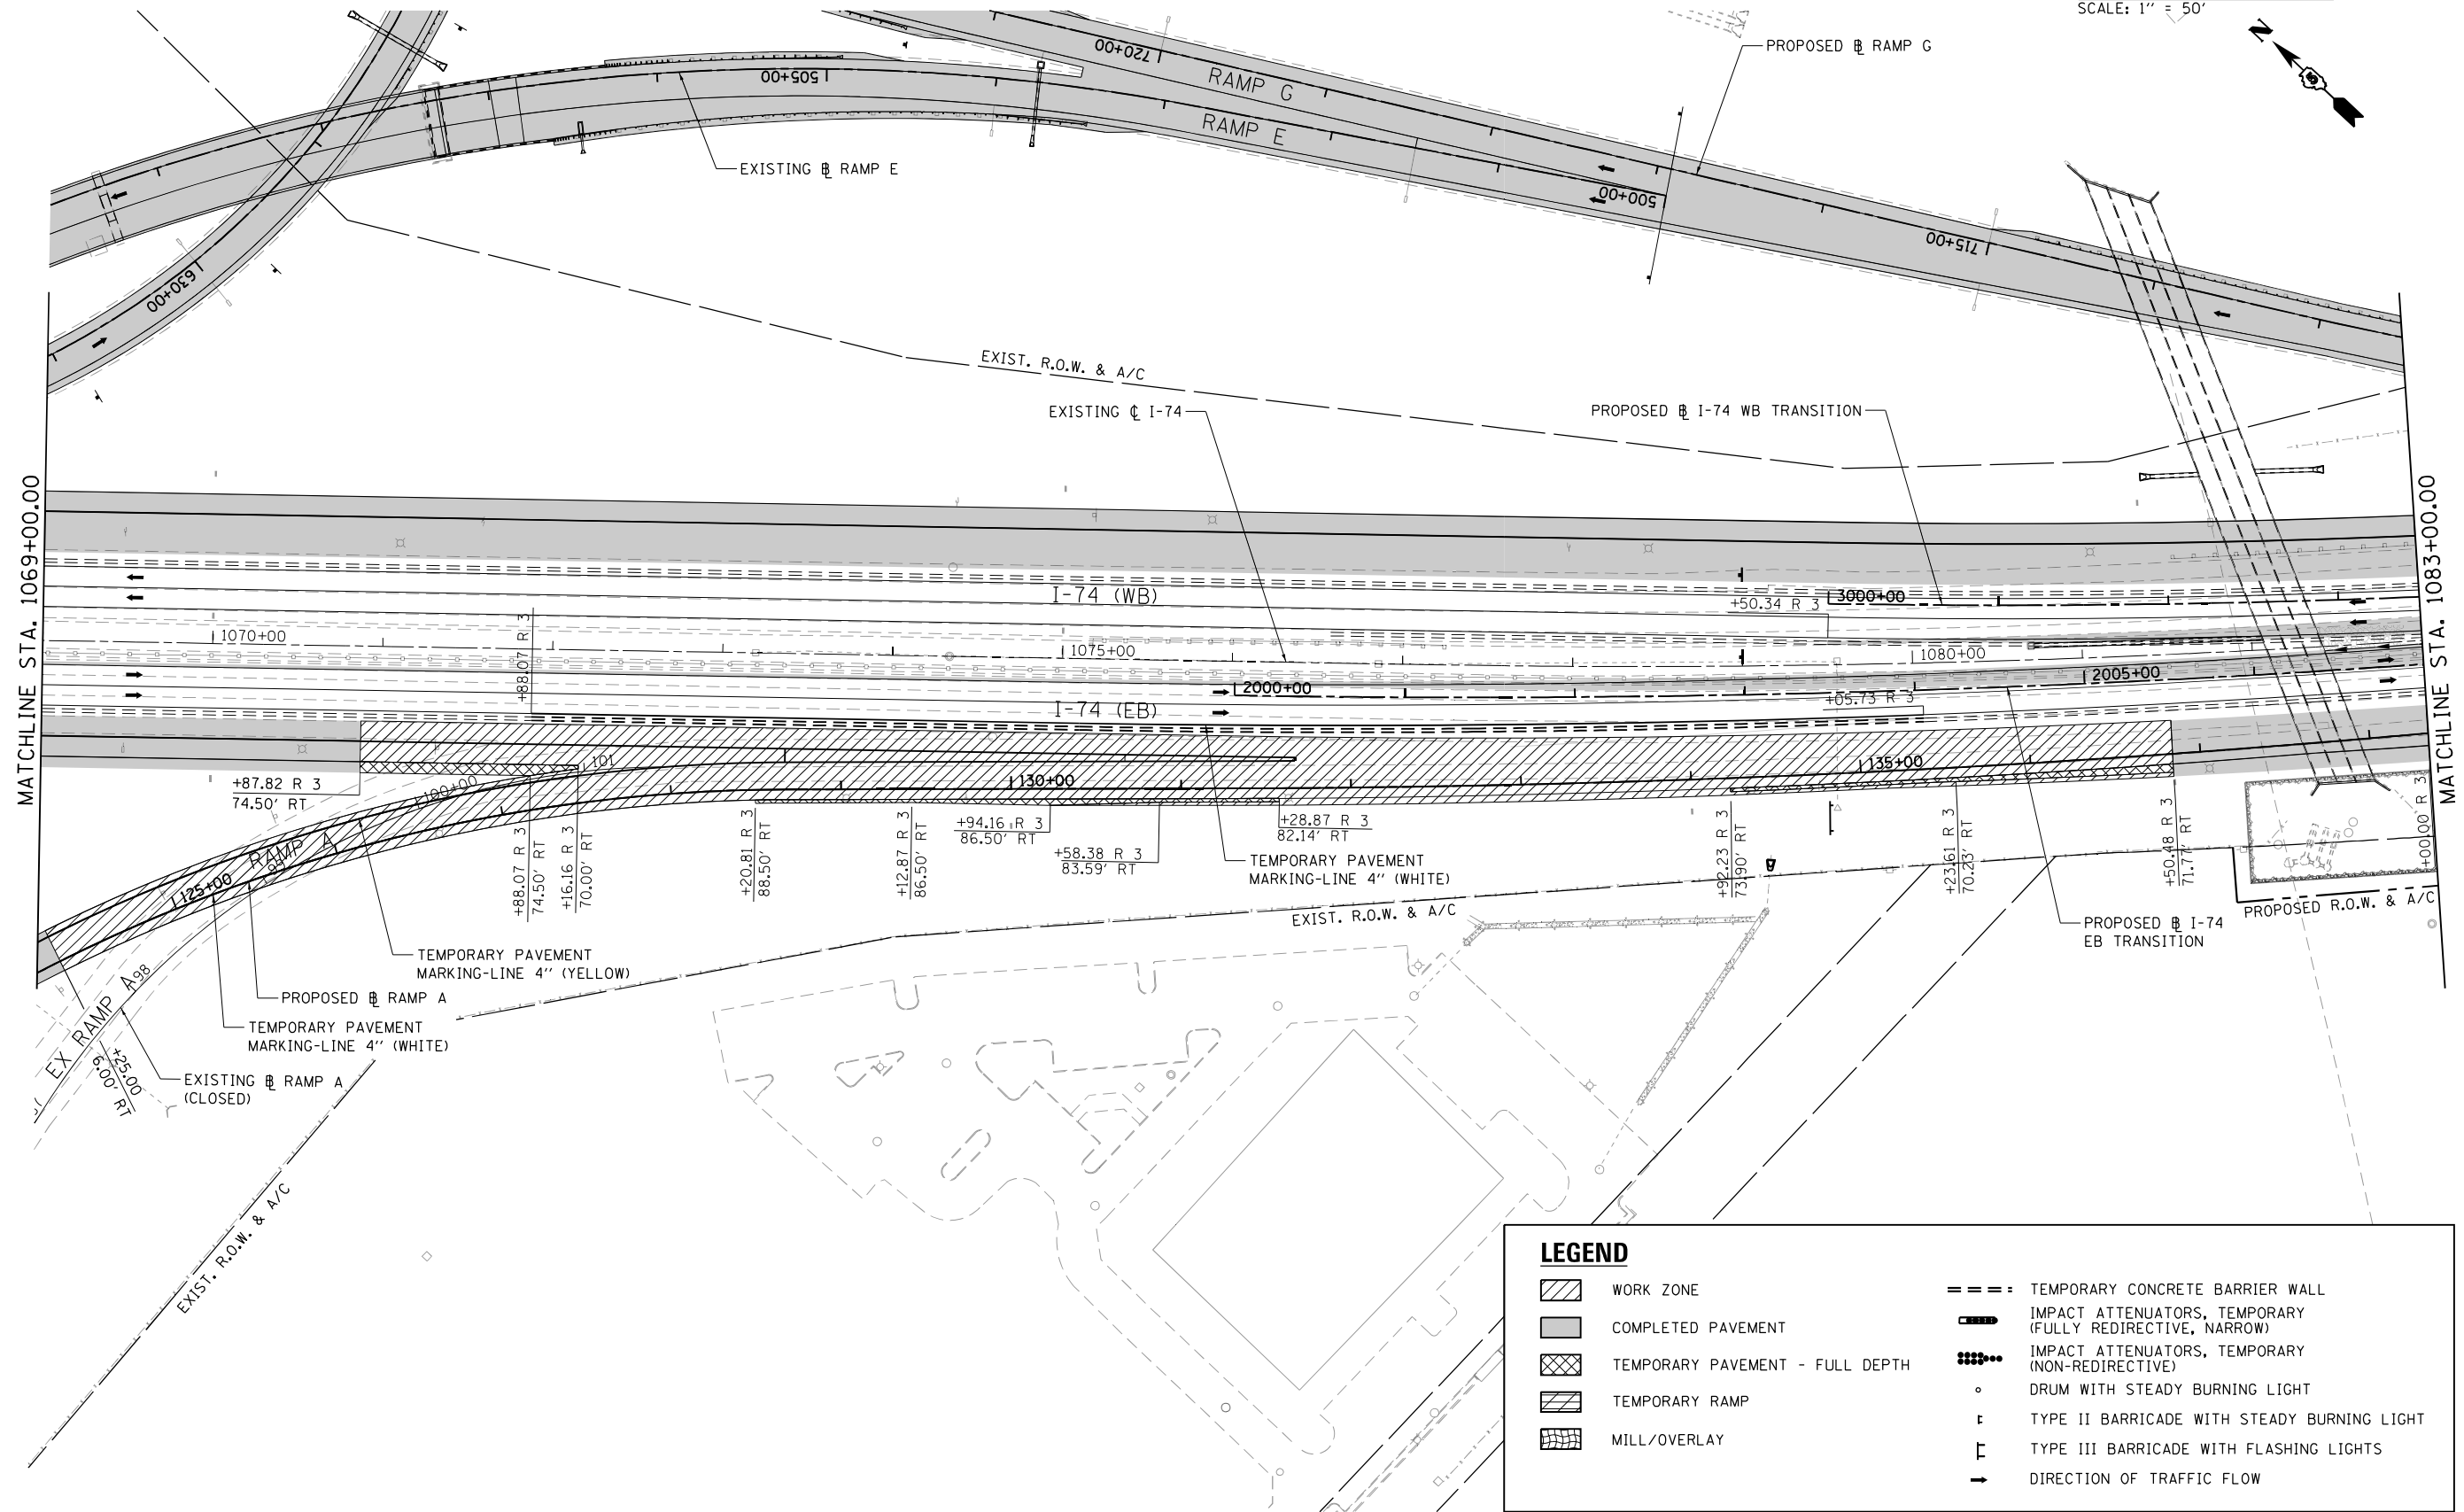 SCALE: 1" = 50'
N
720+00
RAMP G
PROPOSED B RAMP G
505+00
RAMP E
EXISTING B RAMP E
500+00
715+00
630+00
EXIST. R.O.W. & A/C
EXISTING C I-74
PROPOSED B I-74 WB TRANSITION
MATCHLINE STA. 1069+00.00
MATCHLINE STA. 1083+00.00
I-74 (WB)
+50.34 R 3
3000+00
1070+00
+88.07 R 3
1075+00
1080+00
2000+00
2005+00
I-74 (EB)
+05.73 R 3
+87.82 R 3
74.50' RT
101
100+00
130+00
135+00
RAMP A
125+00
+88.07 R 3
74.50' RT
+16.16 R 3
70.00' RT
+20.81 R 3
88.50' RT
+12.87 R 3
86.50' RT
+94.16 R 3
86.50' RT
+58.38 R 3
83.59' RT
+28.87 R 3
82.14' RT
TEMPORARY PAVEMENT
MARKING-LINE 4" (WHITE)
+92.23 R 3
73.90' RT
+23.61 R 3
70.23' RT
+50.48 R 3
71.77' RT
+00.00 R 3
PROPOSED R.O.W. & A/C
EXIST. R.O.W. & A/C
PROPOSED B I-74
EB TRANSITION
TEMPORARY PAVEMENT
MARKING-LINE 4" (YELLOW)
PROPOSED B RAMP A
TEMPORARY PAVEMENT
MARKING-LINE 4" (WHITE)
98
EX RAMP A
+25.00
6.00' RT
EXISTING B RAMP A
(CLOSED)
EXIST. R.O.W. & A/C
LEGEND
WORK ZONE
COMPLETED PAVEMENT
TEMPORARY PAVEMENT - FULL DEPTH
TEMPORARY RAMP
MILL/OVERLAY
TEMPORARY CONCRETE BARRIER WALL
IMPACT ATTENUATORS, TEMPORARY
(FULLY REDIRECTIVE, NARROW)
IMPACT ATTENUATORS, TEMPORARY
(NON-REDIRECTIVE)
DRUM WITH STEADY BURNING LIGHT
TYPE II BARRICADE WITH STEADY BURNING LIGHT
TYPE III BARRICADE WITH FLASHING LIGHTS
DIRECTION OF TRAFFIC FLOW